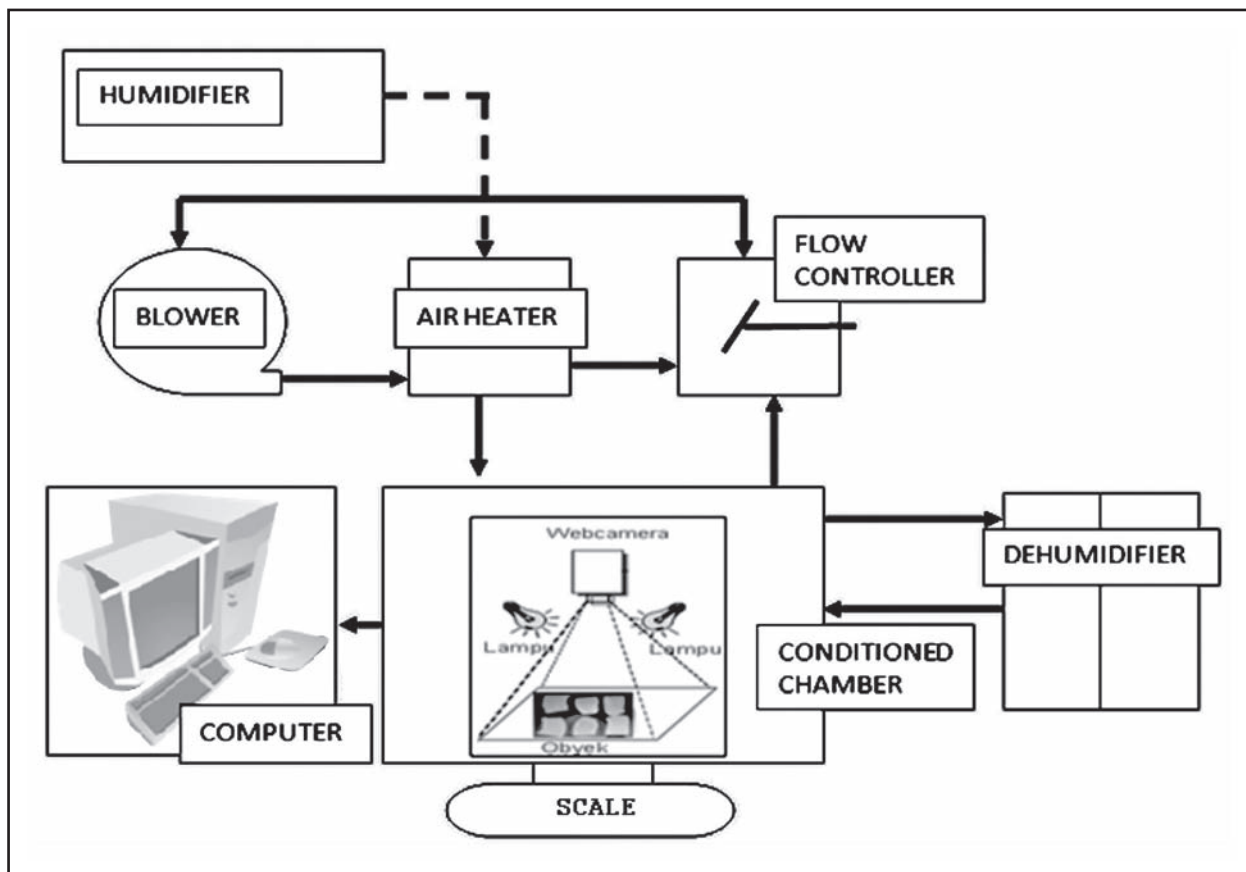 HUMIDIFIER
FLOW
CONTROLLER
BLOWER
AIR HEATER
Webcamera
Lampu
Lampu
Obyek
DEHUMIDIFIER
CONDITIONED
CHAMBER
COMPUTER
SCALE